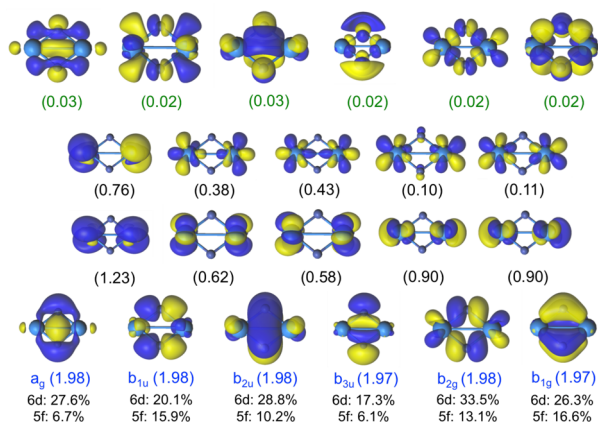 (0.03) (0.02) (0.03) (0.02) (0.02) (0.02)
(0.76) (0.38) (0.43) (0.10) (0.11)
(1.23) (0.62) (0.58) (0.90) (0.90)
a_g (1.98) b_1u (1.98) b_2u (1.98) b_3u (1.97) b_2g (1.98) b_1g (1.97)
6d: 27.6% 6d: 20.1% 6d: 28.8% 6d: 17.3% 6d: 33.5% 6d: 26.3%
5f: 6.7% 5f: 15.9% 5f: 10.2% 5f: 6.1% 5f: 13.1% 5f: 16.6%